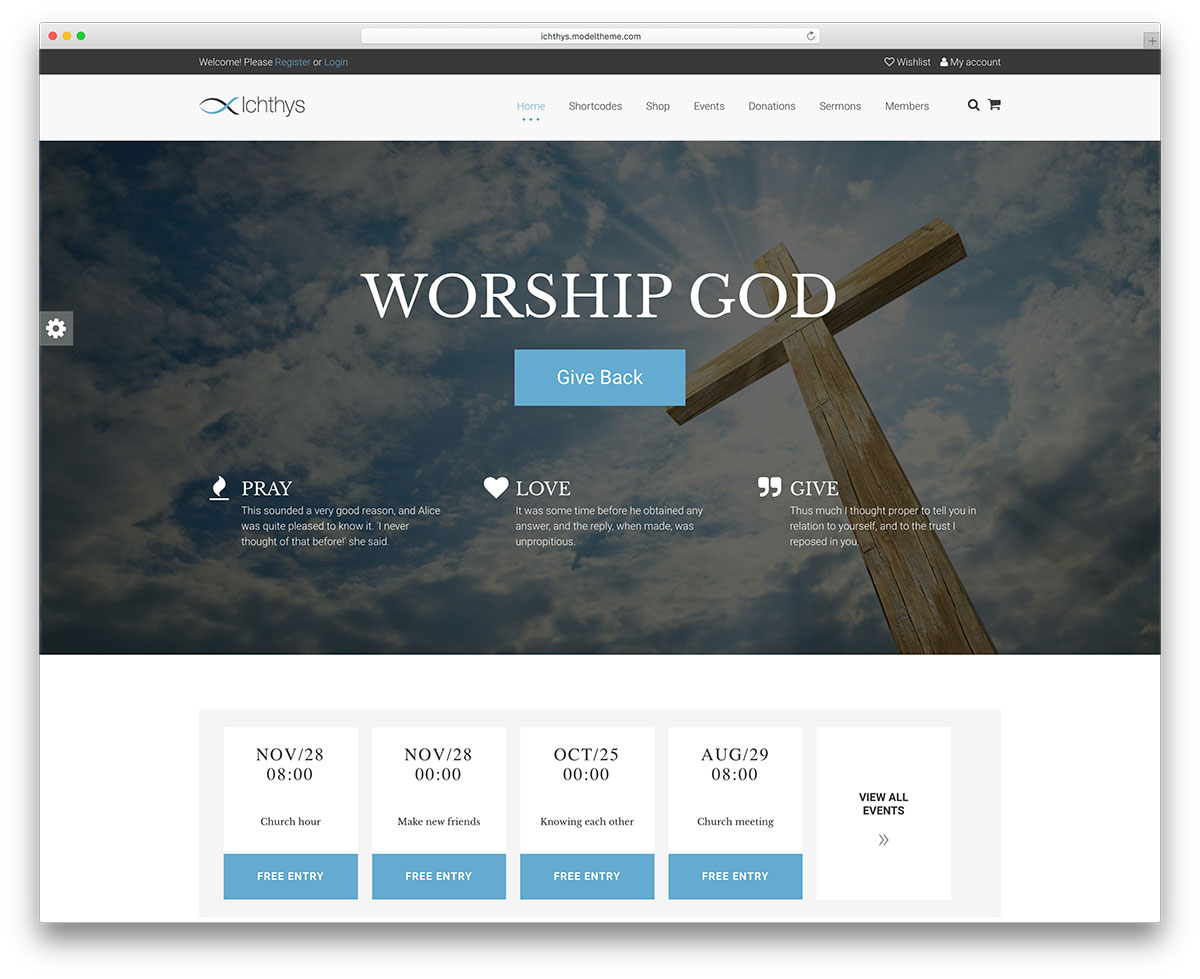 ichthys.modeltheme.com
Welcome! Please Register or Login
Wishlist My account
Ichthys
Home Shortcodes Shop Events Donations Sermons Members
WORSHIP GOD
Give Back
PRAY
This sounded a very good reason, and Alice
was quite pleased to know it. 'I never
thought of that before!' she said.
LOVE
It was some time before he obtained any
answer, and the reply, when made, was
unpropitious.
GIVE
Thus much I thought proper to tell you in
relation to yourself, and to the trust I
reposed in you.
NOV/28
08:00
Church hour
FREE ENTRY
NOV/28
00:00
Make new friends
FREE ENTRY
OCT/25
00:00
Knowing each other
FREE ENTRY
AUG/29
08:00
Church meeting
FREE ENTRY
VIEW ALL
EVENTS